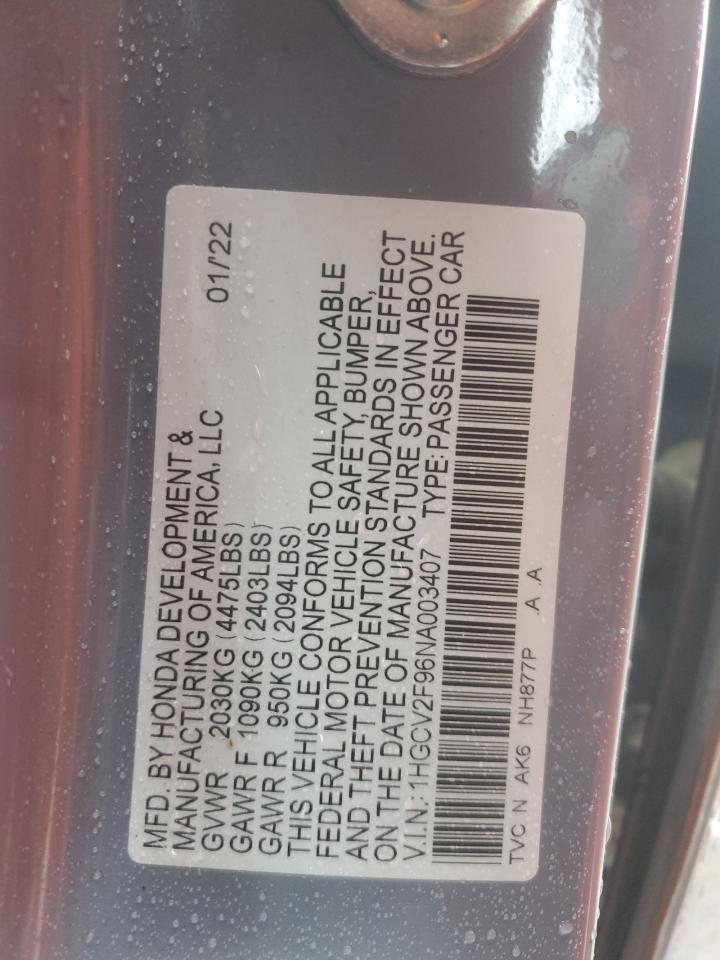 MFD. BY HONDA DEVELOPMENT &
MANUFACTURING OF AMERICA, LLC 01/'22
GVWR 2030KG (4475LBS)
GAWR F 1090KG (2403LBS)
GAWR R 950KG (2094LBS)
THIS VEHICLE CONFORMS TO ALL APPLICABLE
FEDERAL MOTOR VEHICLE SAFETY, BUMPER,
AND THEFT PREVENTION STANDARDS IN EFFECT
ON THE DATE OF MANUFACTURE SHOWN ABOVE.
V.I.N.: 1HGCV2F96NA003407 TYPE: PASSENGER CAR
TVC N AK6 NH877P .A .A